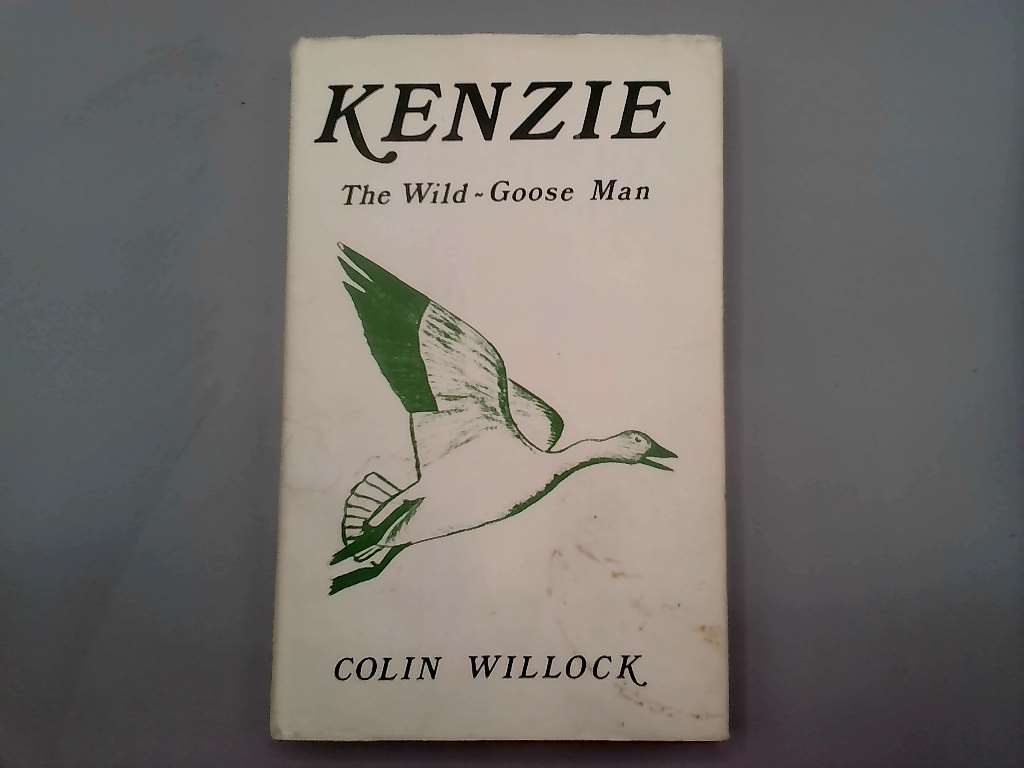 KENZIE
The Wild~Goose Man
COLIN WILLOCK